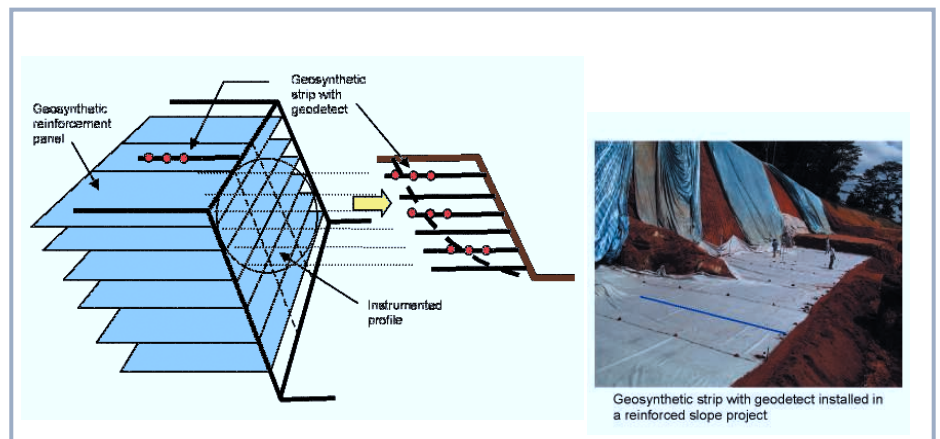 Geosynthetic
strip with
geodetect
Geosynthetic
reinforcement
panel
Instrumented
profile
Geosynthetic strip with geodetect installed in
a reinforced slope project